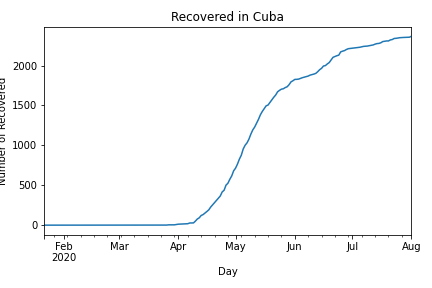 Recovered in Cuba
Number of Recovered
2000
1500
1000
500
0
Feb
2020
Mar
Apr
May
Jun
Jul
Aug
Day